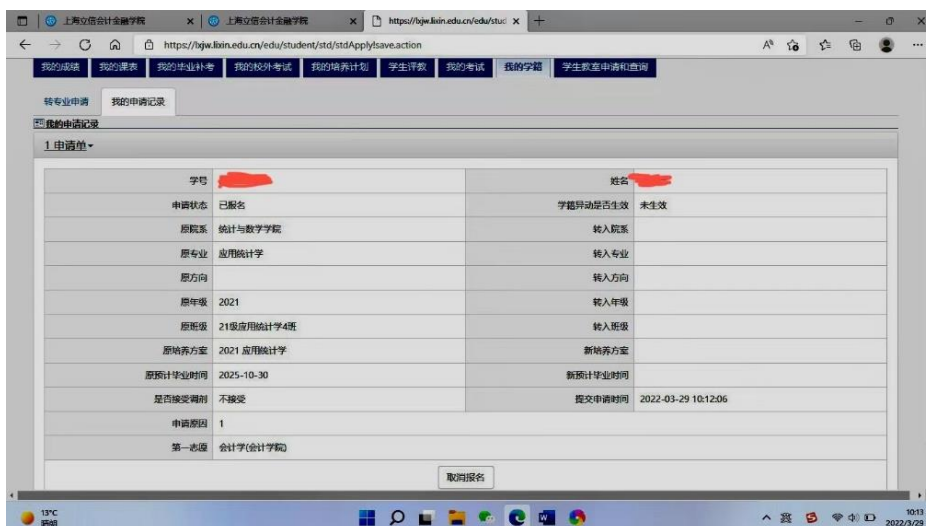 上海立信会计金融学院
上海立信会计金融学院
https://lxjw.lixin.edu.cn/edu/stud
https://lxjw.lixin.edu.cn/edu/student/std/stdApply!save.action
我的成绩 我的课表 我的毕业补考 我的校外考试 我的培养计划 学生评教 我的考试 我的学籍 学生教室申请和查询
转专业申请 我的申请记录
我的申请记录
1 申请单
学号 姓名
申请状态 已报名 学籍异动是否生效 未生效
原院系 统计与数学学院 转入院系
原专业 应用统计学 转入专业
原方向 转入方向
原年级 2021 转入年级
原班级 21级应用统计学4班 转入班级
原培养方案 2021 应用统计学 新培养方案
原预计毕业时间 2025-10-30 新预计毕业时间
是否接受调剂 不接受 提交申请时间 2022-03-29 10:12:06
申请原因 1
第一志愿 会计学(会计学院)
取消报名
13°C
英
10:13
2022/3/29